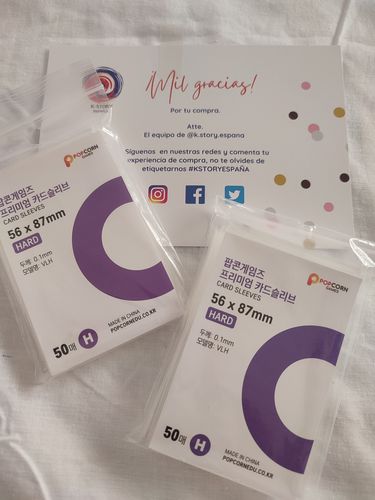 K-STORY
ESPAÑA
¡Mil gracias!
Por tu compra.
Atte.
El equipo de @k.story.espana
Síguenos en nuestras redes y comenta tu
experiencia de compra, no te olvides de
etiquetarnos #KSTORYESPAÑA
POPCORN
GAMES
팝콘게임즈
프리미엄 카드슬리브
CARD SLEEVES
56 x 87mm
HARD
두께: 0.1mm
모델명: VLH
MADE IN CHINA
POPCORNEDU.CO.KR
50매
H
POPCORN
GAMES
팝콘게임즈
프리미엄 카드슬리브
CARD SLEEVES
56 x 87mm
HARD
두께: 0.1mm
모델명: VLH
MADE IN CHINA
POPCORNEDU.CO.KR
50매
H